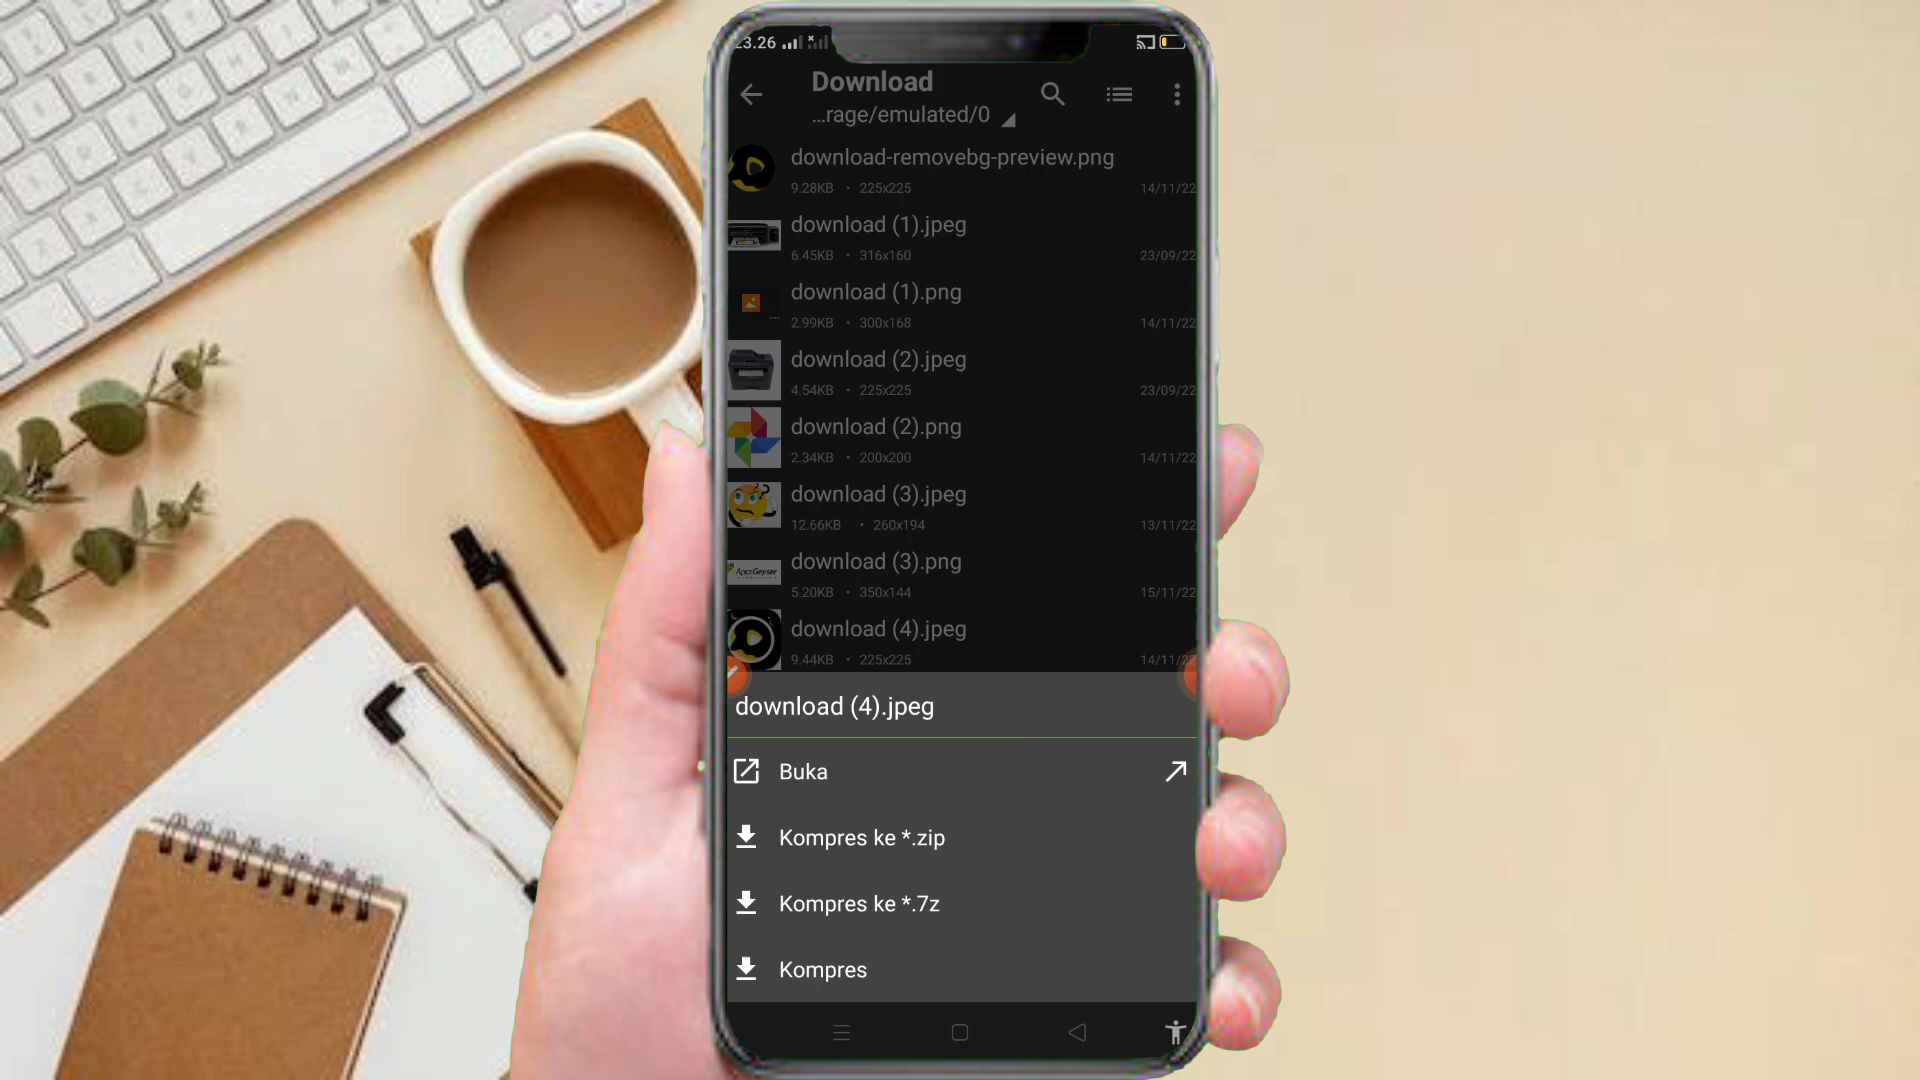 23.26
Download
...rage/emulated/0
download-removebg-preview.png
9.28KB • 225x225 14/11/22
download (1).jpeg
6.45KB • 316x160 23/09/22
download (1).png
2.99KB • 300x168 14/11/22
download (2).jpeg
4.54KB • 225x225 23/09/22
download (2).png
2.34KB • 200x200 14/11/22
download (3).jpeg
12.66KB • 260x194 13/11/22
AppsGeyser
download (3).png
5.20KB • 350x144 15/11/22
download (4).jpeg
9.44KB • 225x225 14/11/22
download (4).jpeg
Buka
Kompres ke *.zip
Kompres ke *.7z
Kompres